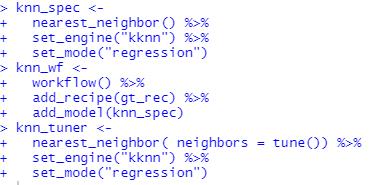 > knn_spec <-
+   nearest_neighbor() %>%
+   set_engine("kknn") %>%
+   set_mode("regression")
> knn_wf <-
+   workflow() %>%
+   add_recipe(gt_rec) %>%
+   add_model(knn_spec)
> knn_tuner <-
+   nearest_neighbor( neighbors = tune()) %>%
+   set_engine("kknn") %>%
+   set_mode("regression")